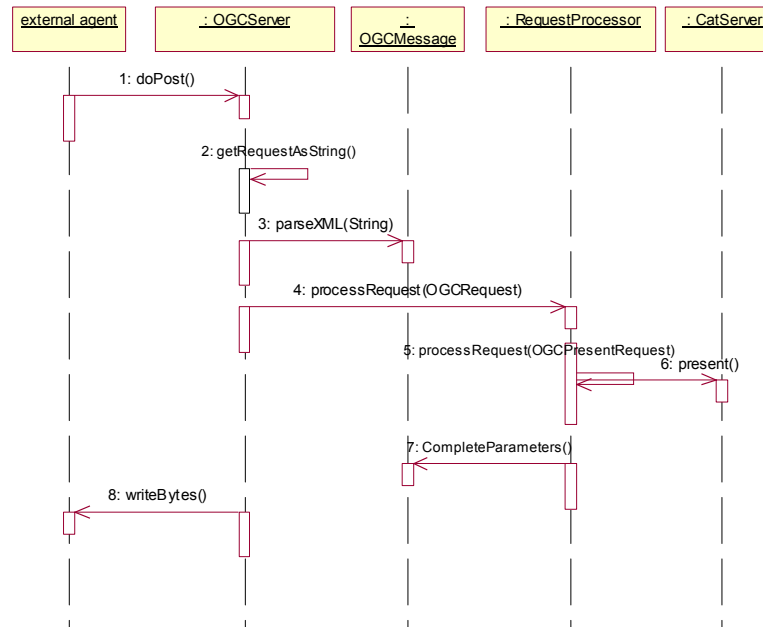 external agent
: OGCServer
:
OGCMessage
: RequestProcessor
: CatServer
1: doPost()
2: getRequestAsString()
3: parseXML(String)
4: processRequest(OGCRequest)
5: processRequest(OGCPresentRequest)
6: present()
7: CompleteParameters()
8: writeBytes()